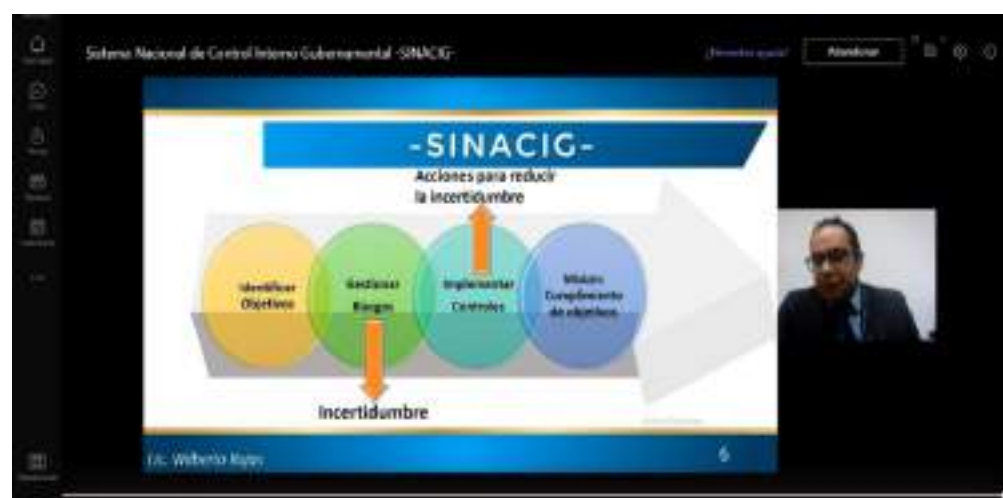 Sistema Nacional de Control Interno Gubernamental -SINACIG-
Abandonar
-SINACIG-
Acciones para reducir
la incertidumbre
Identificar
Objetivos
Gestionar
Riesgos
Implementar
Controles
Cumplimiento
de objetivos
Incertidumbre
Lic. Wilberto
6